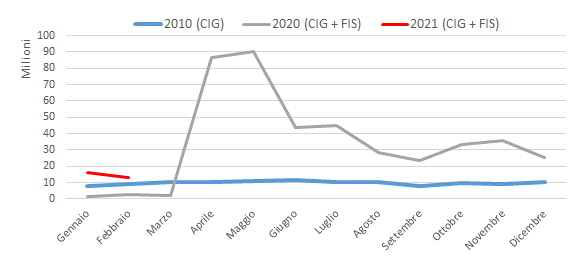 2010 (CIG) 2020 (CIG + FIS) 2021 (CIG + FIS)
Milioni
100
90
80
70
60
50
40
30
20
10
0
Gennaio
Febbraio
Marzo
Aprile
Maggio
Giugno
Luglio
Agosto
Settembre
Ottobre
Novembre
Dicembre